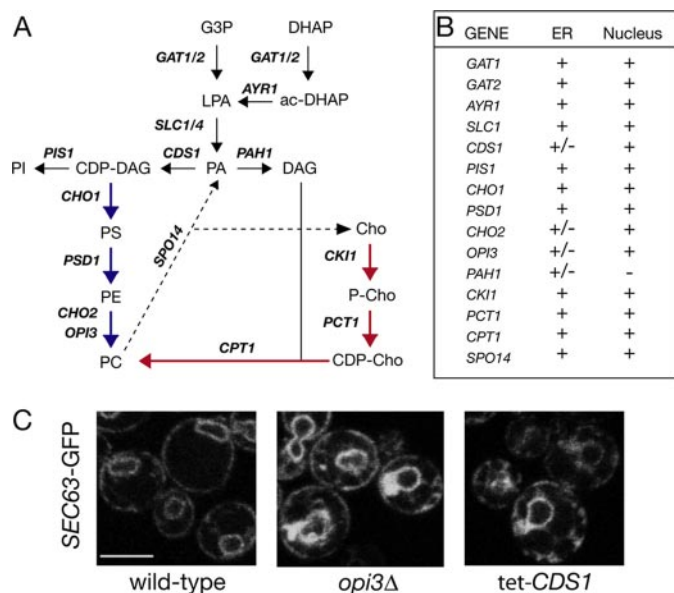 A
G3P DHAP
GAT1/2 GAT1/2
AYR1
LPA ac-DHAP
SLC1/4
PIS1 CDS1 PAH1
PI CDP-DAG PA DAG
CHO1
PS
SPO14
Cho
PSD1
CKI1
PE
P-Cho
CHO2
OPI3
PCT1
CPT1
PC CDP-Cho
B
GENE ER Nucleus
GAT1 + +
GAT2 + +
AYR1 + +
SLC1 + +
CDS1 +/- +
PIS1 + +
CHO1 + +
PSD1 + +
CHO2 +/- +
OPI3 +/- +
PAH1 +/- -
CKI1 + +
PCT1 + +
CPT1 + +
SPO14 + +
C
SEC63-GFP
wild-type opi3Δ tet-CDS1